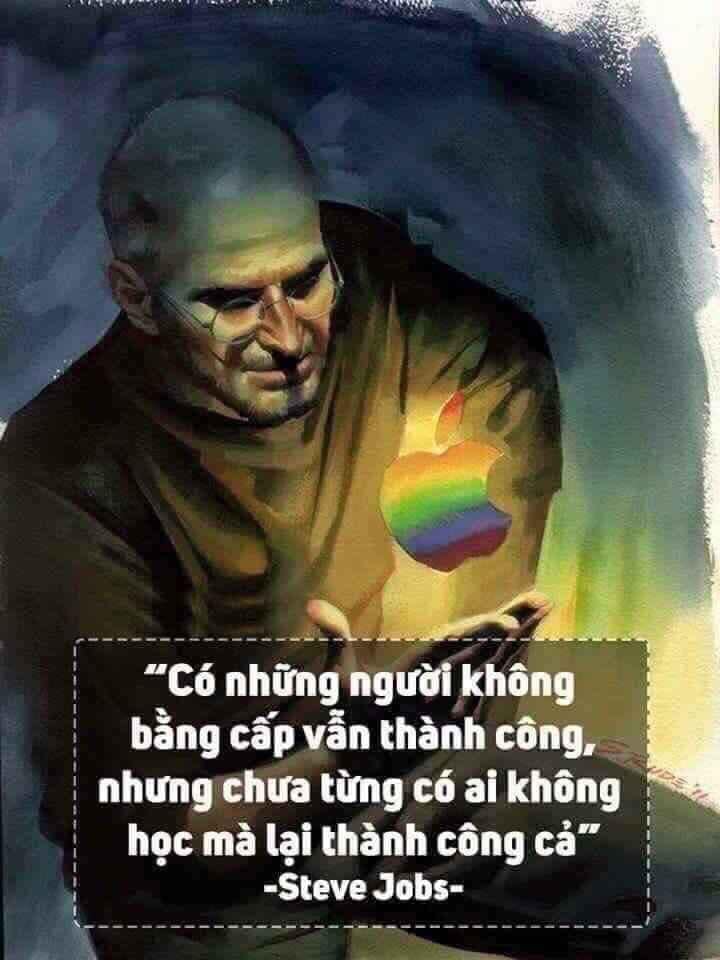 “Có những người không
bằng cấp vẫn thành công,
nhưng chưa từng có ai không
học mà lại thành công cả”
-Steve Jobs-